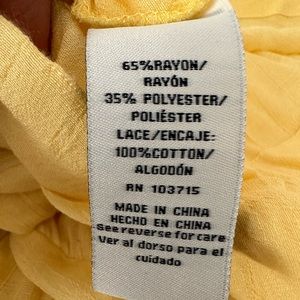 65%RAYON/
RAYÓN
35% POLYESTER/
POLIÉSTER
LACE/ENCAJE:
100%COTTON/
ALGODÓN
RN 103715
MADE IN CHINA
HECHO EN CHINA
See reverse for care
Ver al dorso para el
cuidado